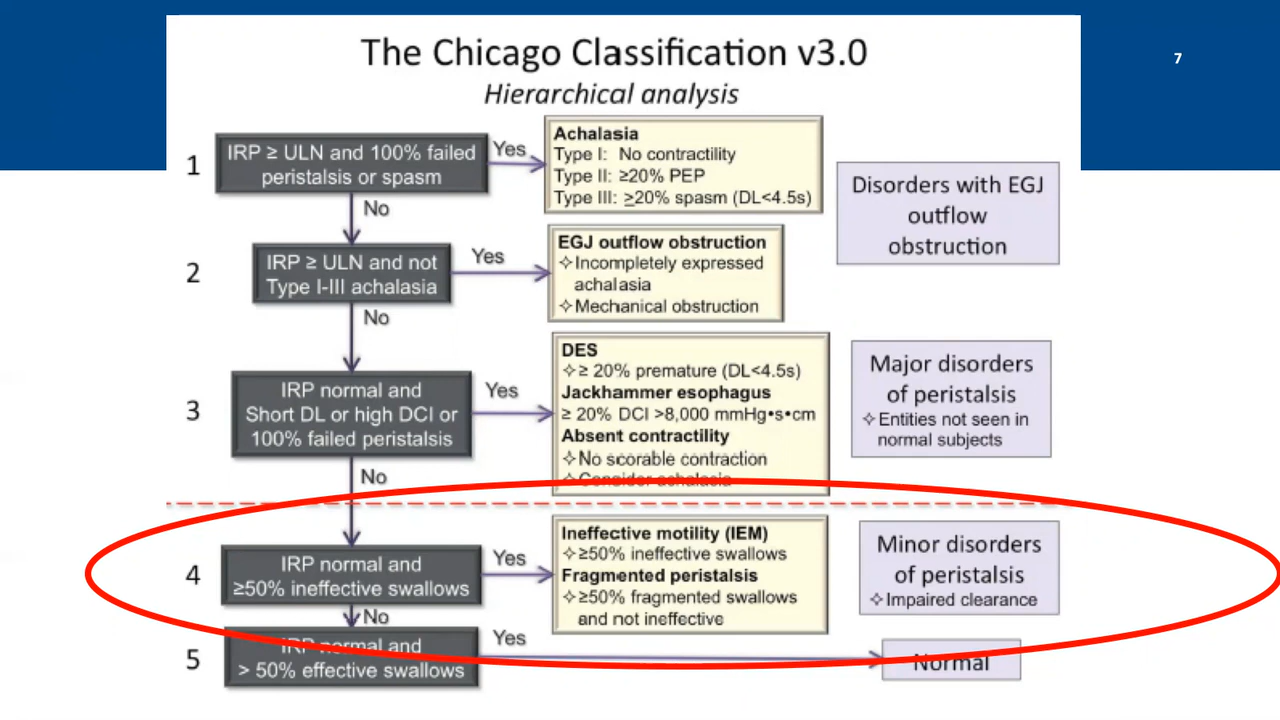 The Chicago Classification v3.0
7
Hierarchical analysis
1
IRP ≥ ULN and 100% failed
peristalsis or spasm
Yes
Achalasia
Type I: No contractility
Type II: ≥20% PEP
Type III: ≥20% spasm (DL<4.5s)
Disorders with EGJ
outflow
obstruction
No
2
IRP ≥ ULN and not
Type I-III achalasia
Yes
EGJ outflow obstruction
✧Incompletely expressed
achalasia
✧Mechanical obstruction
No
3
IRP normal and
Short DL or high DCI or
100% failed peristalsis
Yes
DES
✧≥ 20% premature (DL<4.5s)
Jackhammer esophagus
≥ 20% DCI >8,000 mmHg•s•cm
Absent contractility
✧No scorable contraction
✧Consider achalasia
Major disorders
of peristalsis
✧Entities not seen in
normal subjects
No
4
IRP normal and
≥50% ineffective swallows
Yes
Ineffective motility (IEM)
✧≥50% ineffective swallows
Fragmented peristalsis
✧≥50% fragmented swallows
and not ineffective
Minor disorders
of peristalsis
✧Impaired clearance
No
5
IRP normal and
> 50% effective swallows
Yes
Normal